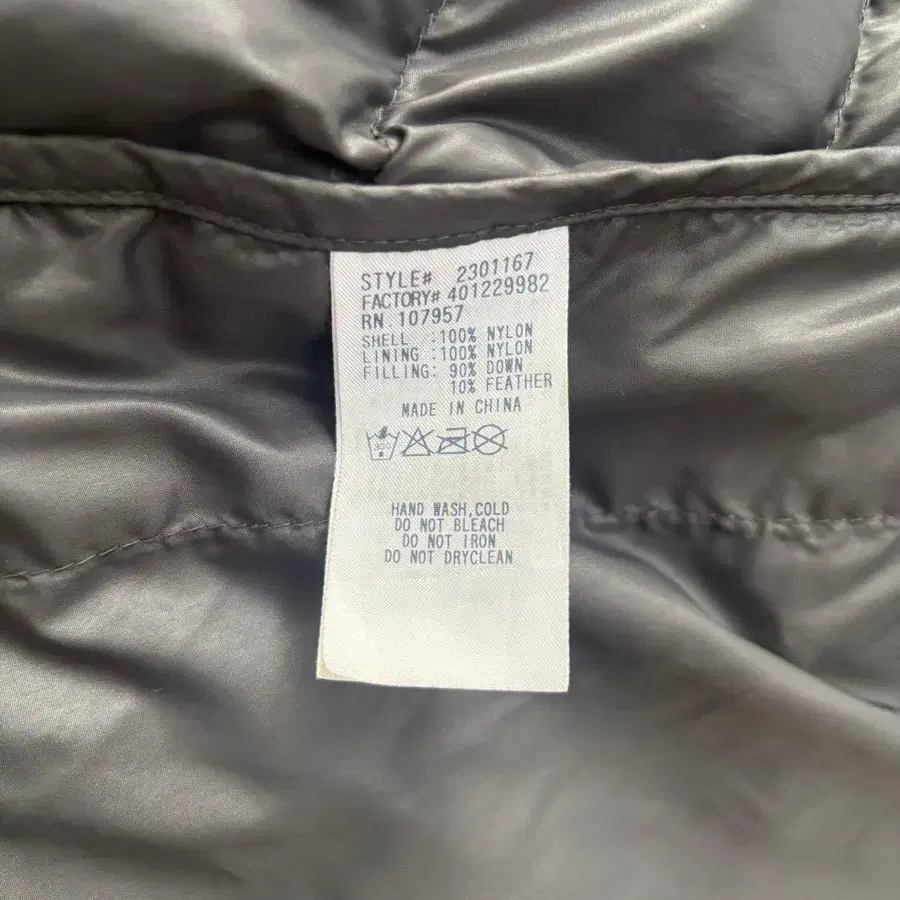 STYLE# 2301167
FACTORY# 401229982
RN 107957
SHELL :100% NYLON
LINING :100% NYLON
FILLING: 90% DOWN
10% FEATHER
MADE IN CHINA
HAND WASH,COLD
DO NOT BLEACH
DO NOT IRON
DO NOT DRYCLEAN